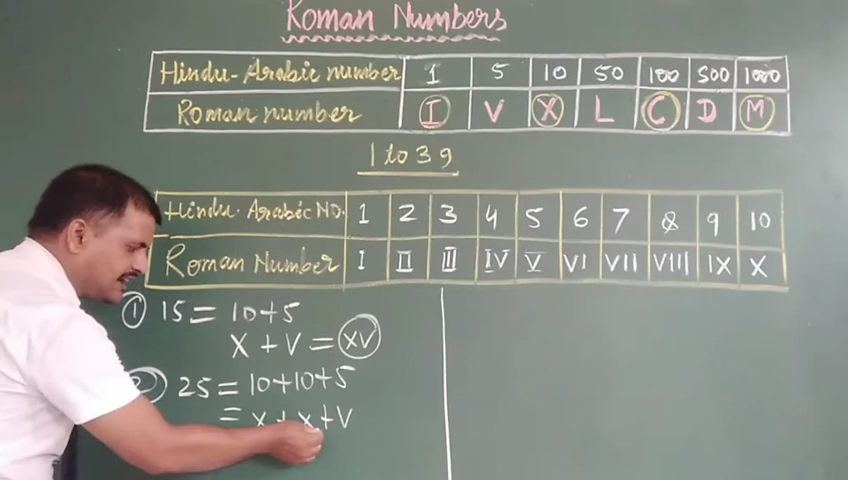 Roman Numbers
Hindu-Arabic number 1 5 10 50 100 500 1000
Roman number I V X L C D M
1 to 39
Hindu-Arabic No. 1 2 3 4 5 6 7 8 9 10
Roman Number I II III IV V VI VII VIII IX X
① 15 = 10+5
X + V = XV
② 25 = 10+10+5
= X + X + V